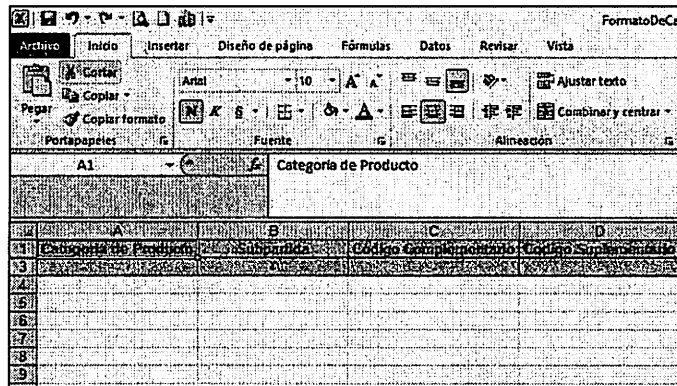 FormatoDeCa
Archivo Inicio Insertar Diseño de página Fórmulas Datos Revisar Vista
Cortar Arial 10 A A Ajustar texto
Copiar
Pegar Copiar formato N K S A Combinar y centrar
Portapapeles Fuente Alineación
A1 fx Categoría de Producto
A B C D
1 Categoría de Producto Subpartida Código Complementario Código Suplementario
3
4
5
6
7
8
9